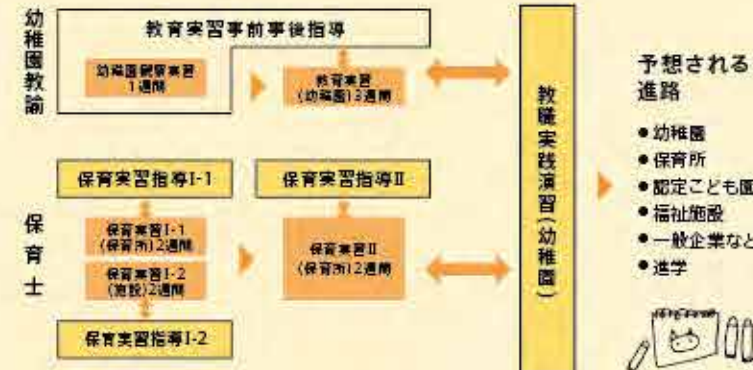 幼稚園教諭
教育実習事前事後指導
幼稚園観察実習
1週間
教育実習
(幼稚園)3週間
保育士
保育実習指導I-1
保育実習I-1
(保育所)2週間
保育実習I-2
(施設)2週間
保育実習指導I-2
保育実習指導II
保育実習II
(保育所)2週間
教職実践演習(幼稚園)
予想される
進路
●幼稚園
●保育所
●認定こども園
●福祉施設
●一般企業など
●進学